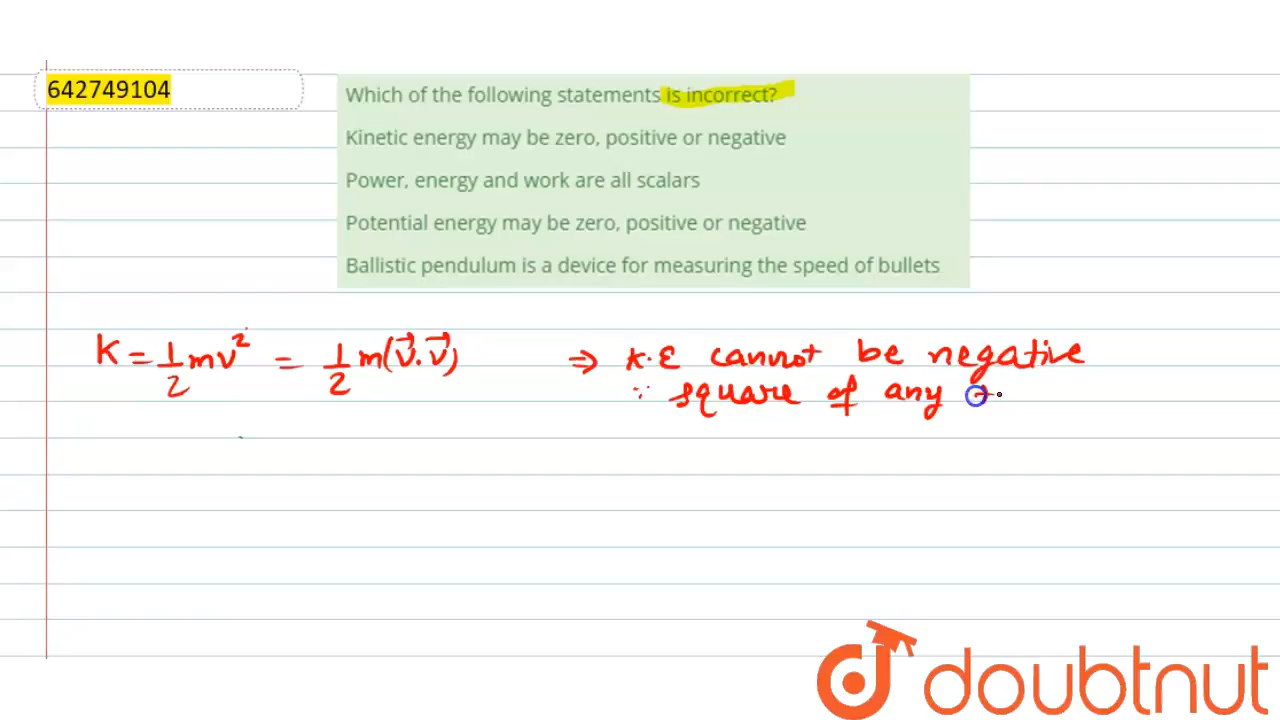 642749104
Which of the following statements is incorrect?
Kinetic energy may be zero, positive or negative
Power, energy and work are all scalars
Potential energy may be zero, positive or negative
Ballistic pendulum is a device for measuring the speed of bullets
K = 1/2 mv² = 1/2 m(v⃗.v⃗) ⇒ K.E cannot be negative
∵ square of any
doubtnut